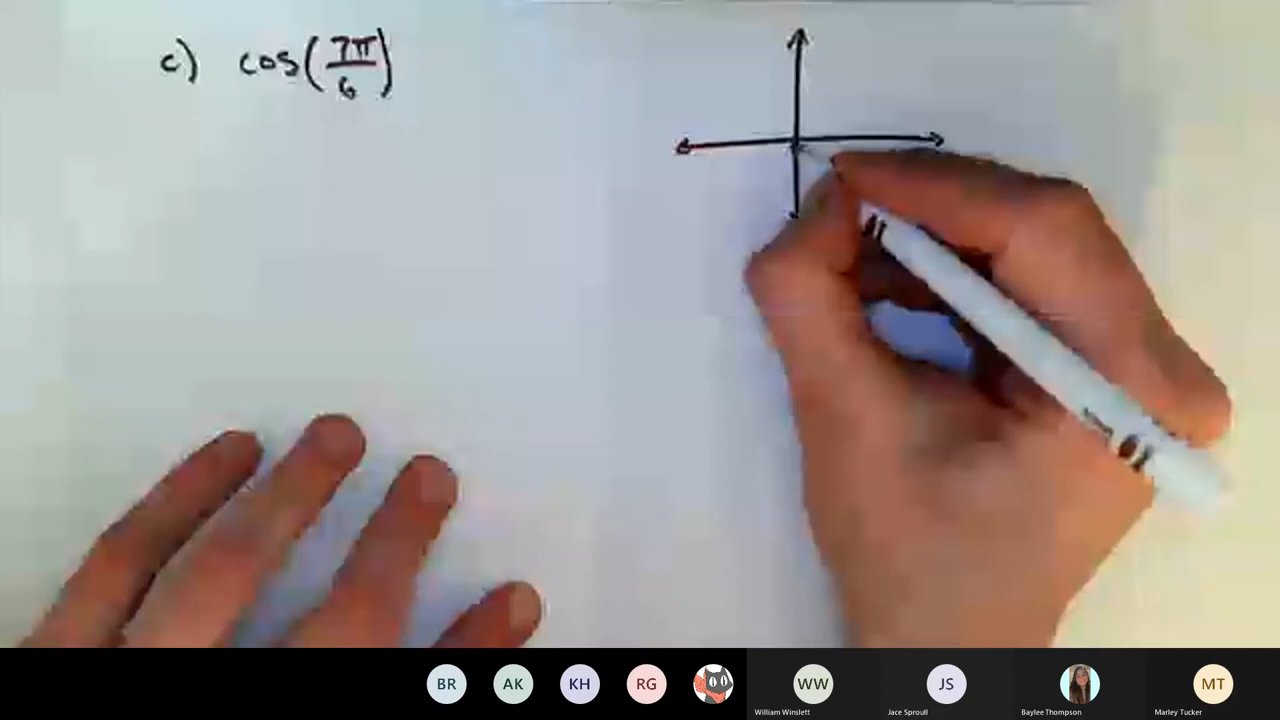 c) cos(7π/6)
BR AK KH RG WW JS MT
William Winslett Jace Sproull Baylee Thompson Marley Tucker